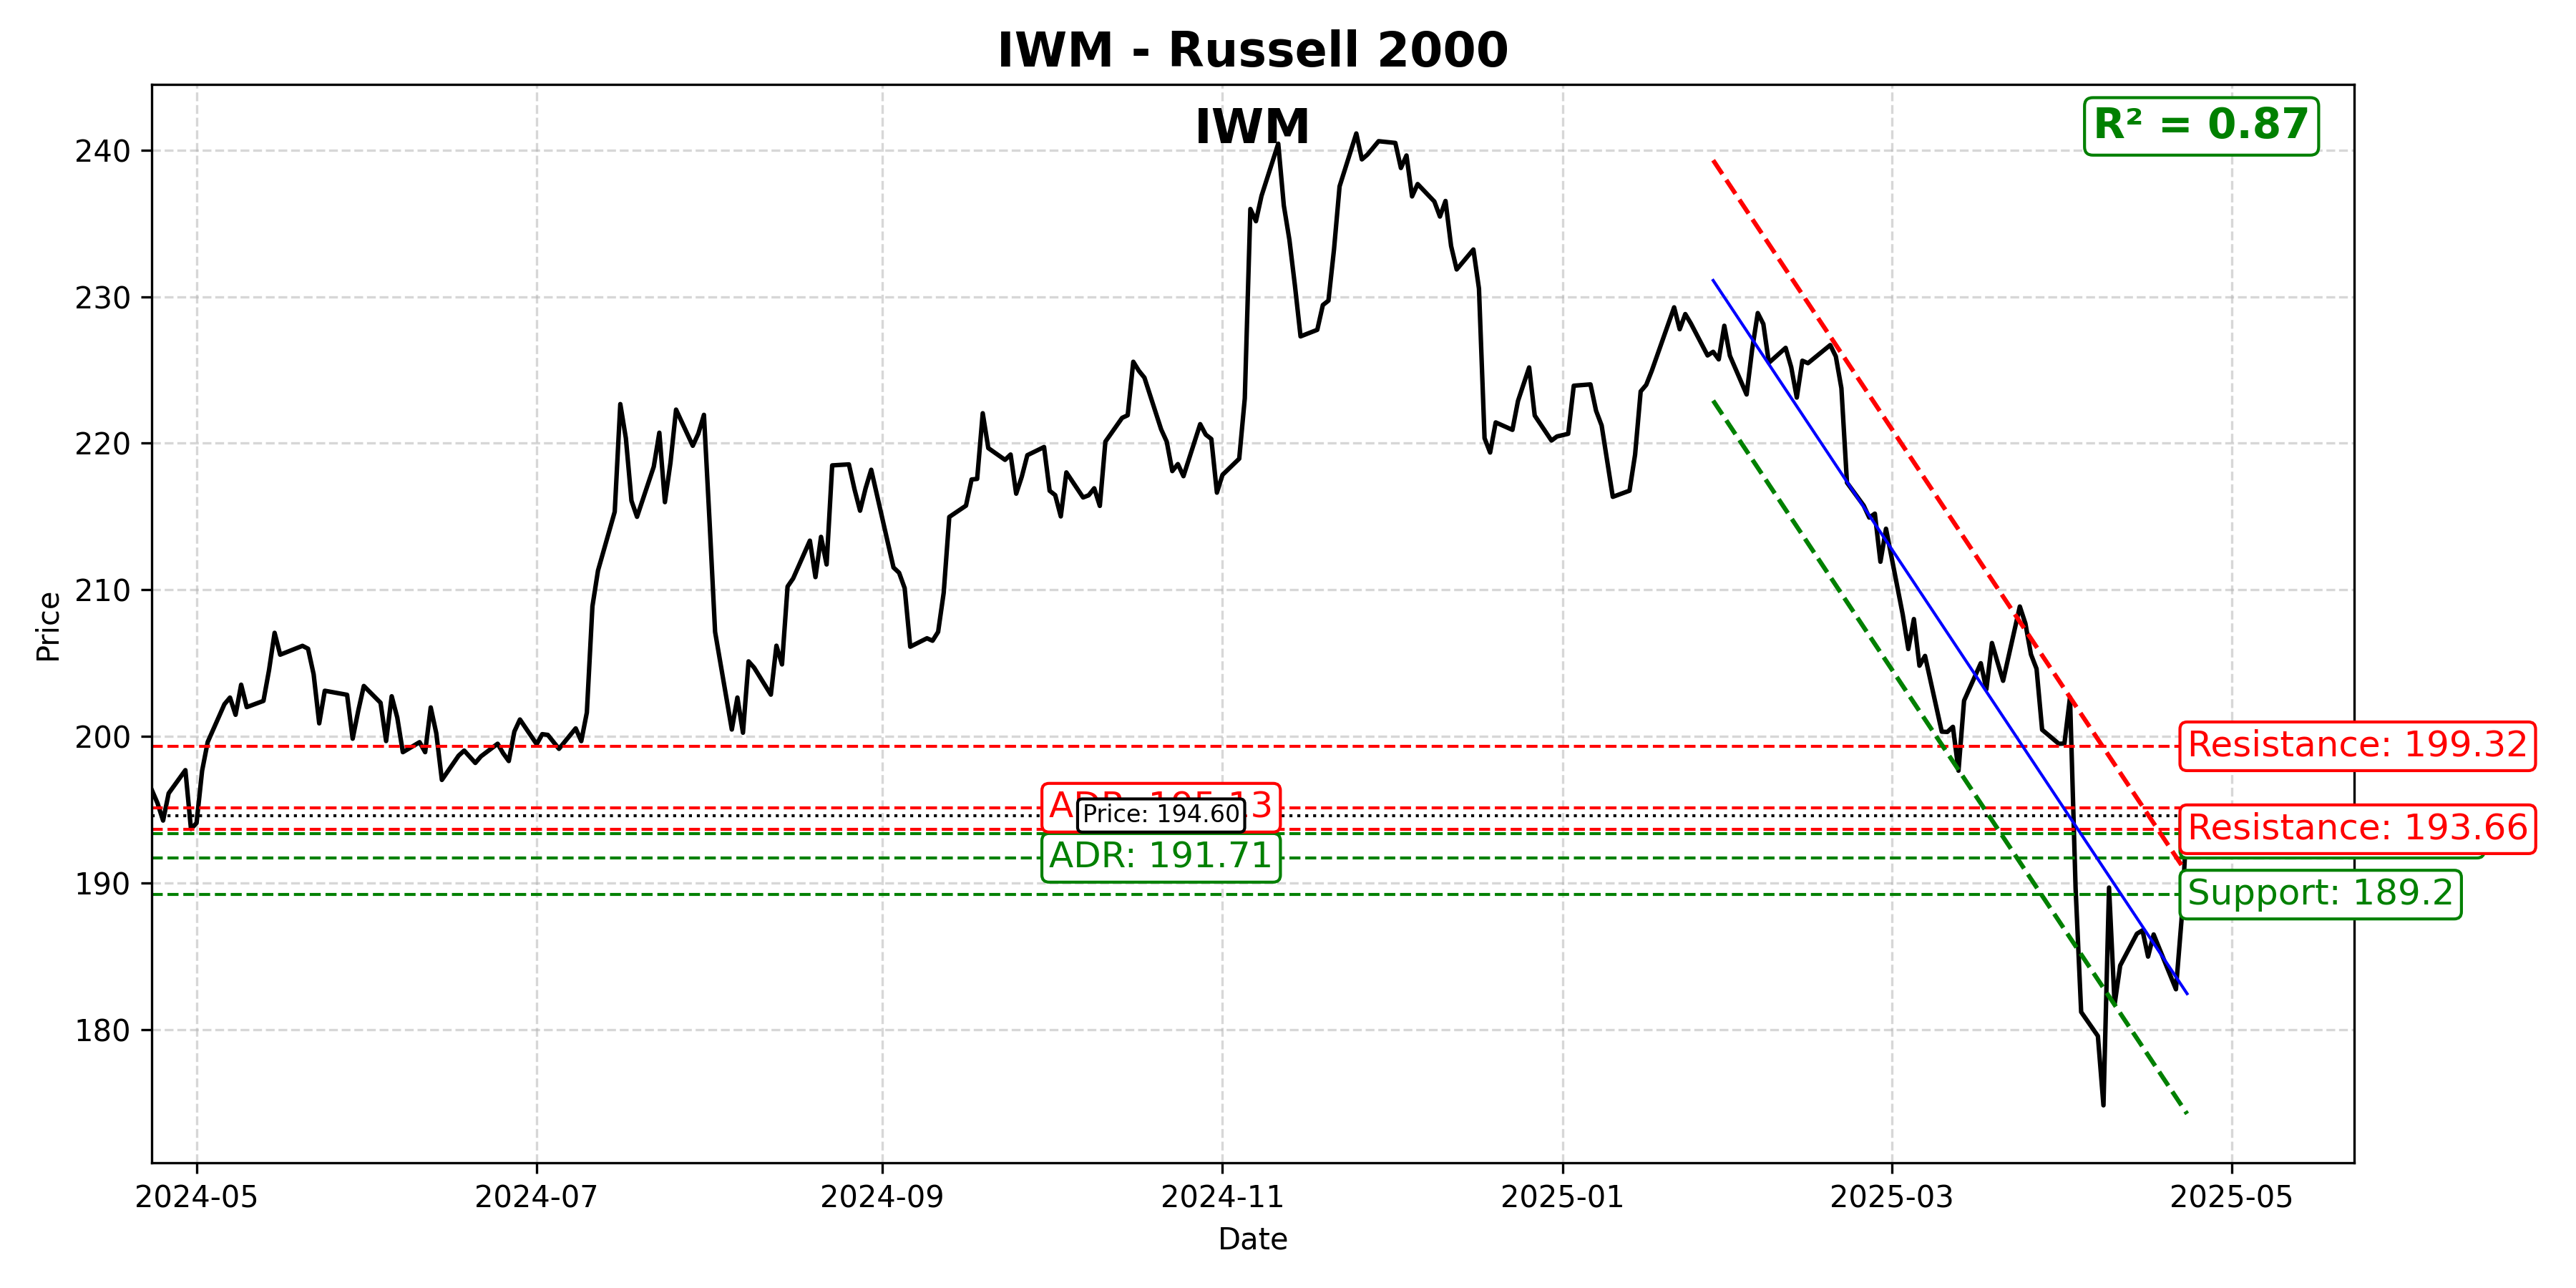 IWM - Russell 2000
IWM
R² = 0.87
Price
240
230
220
210
200
190
180
Resistance: 199.32
Price: 194.60
Resistance: 193.66
ADR: 191.71
Support: 189.2
2024-05
2024-07
2024-09
2024-11
2025-01
2025-03
2025-05
Date